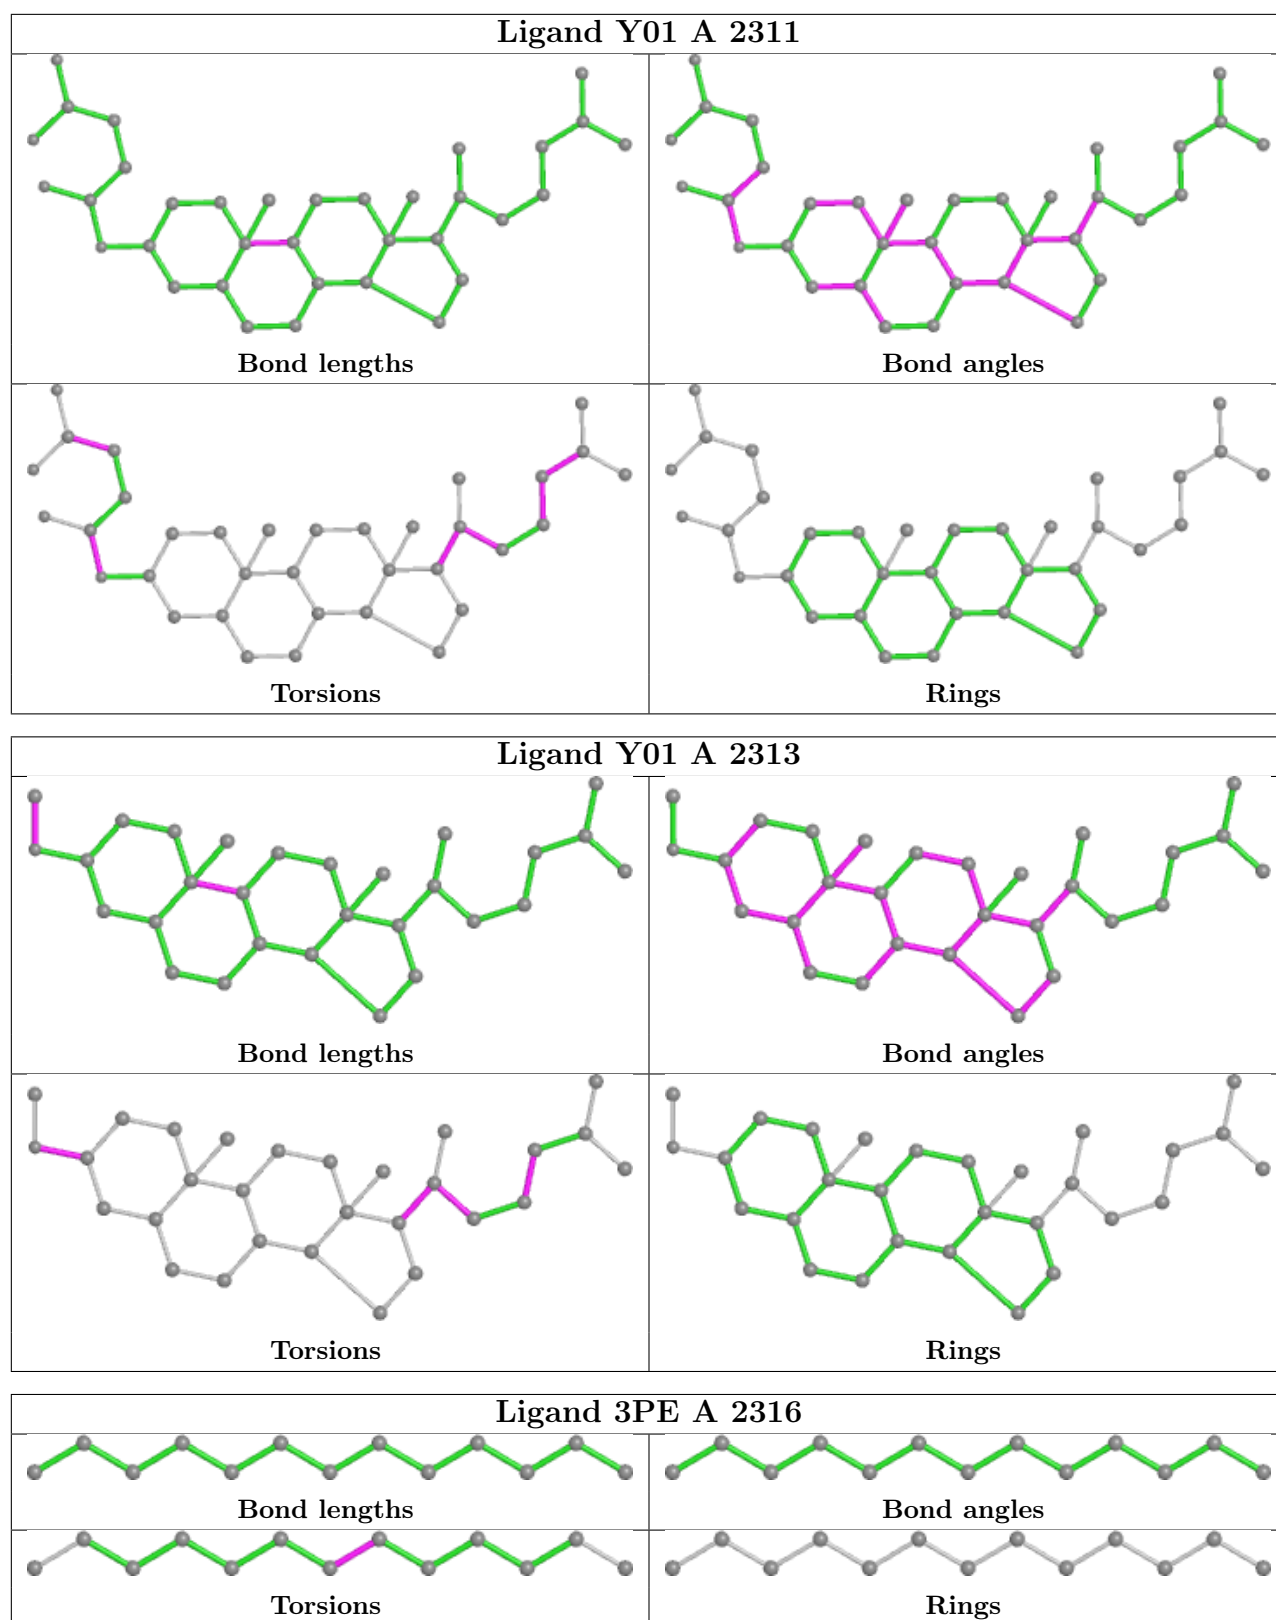 Ligand Y01 A 2311
Bond lengths
Bond angles
Torsions
Rings
Ligand Y01 A 2313
Bond lengths
Bond angles
Torsions
Rings
Ligand 3PE A 2316
Bond lengths
Bond angles
Torsions
Rings